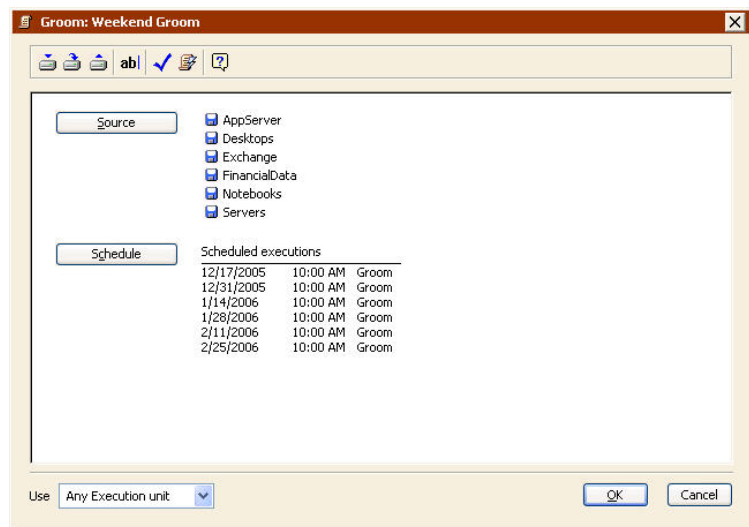 Groom: Weekend Groom
ab|
Source
AppServer
Desktops
Exchange
FinancialData
Notebooks
Servers
Schedule
Scheduled executions
12/17/2005 10:00 AM Groom
12/31/2005 10:00 AM Groom
1/14/2006 10:00 AM Groom
1/28/2006 10:00 AM Groom
2/11/2006 10:00 AM Groom
2/25/2006 10:00 AM Groom
Use Any Execution unit
OK Cancel